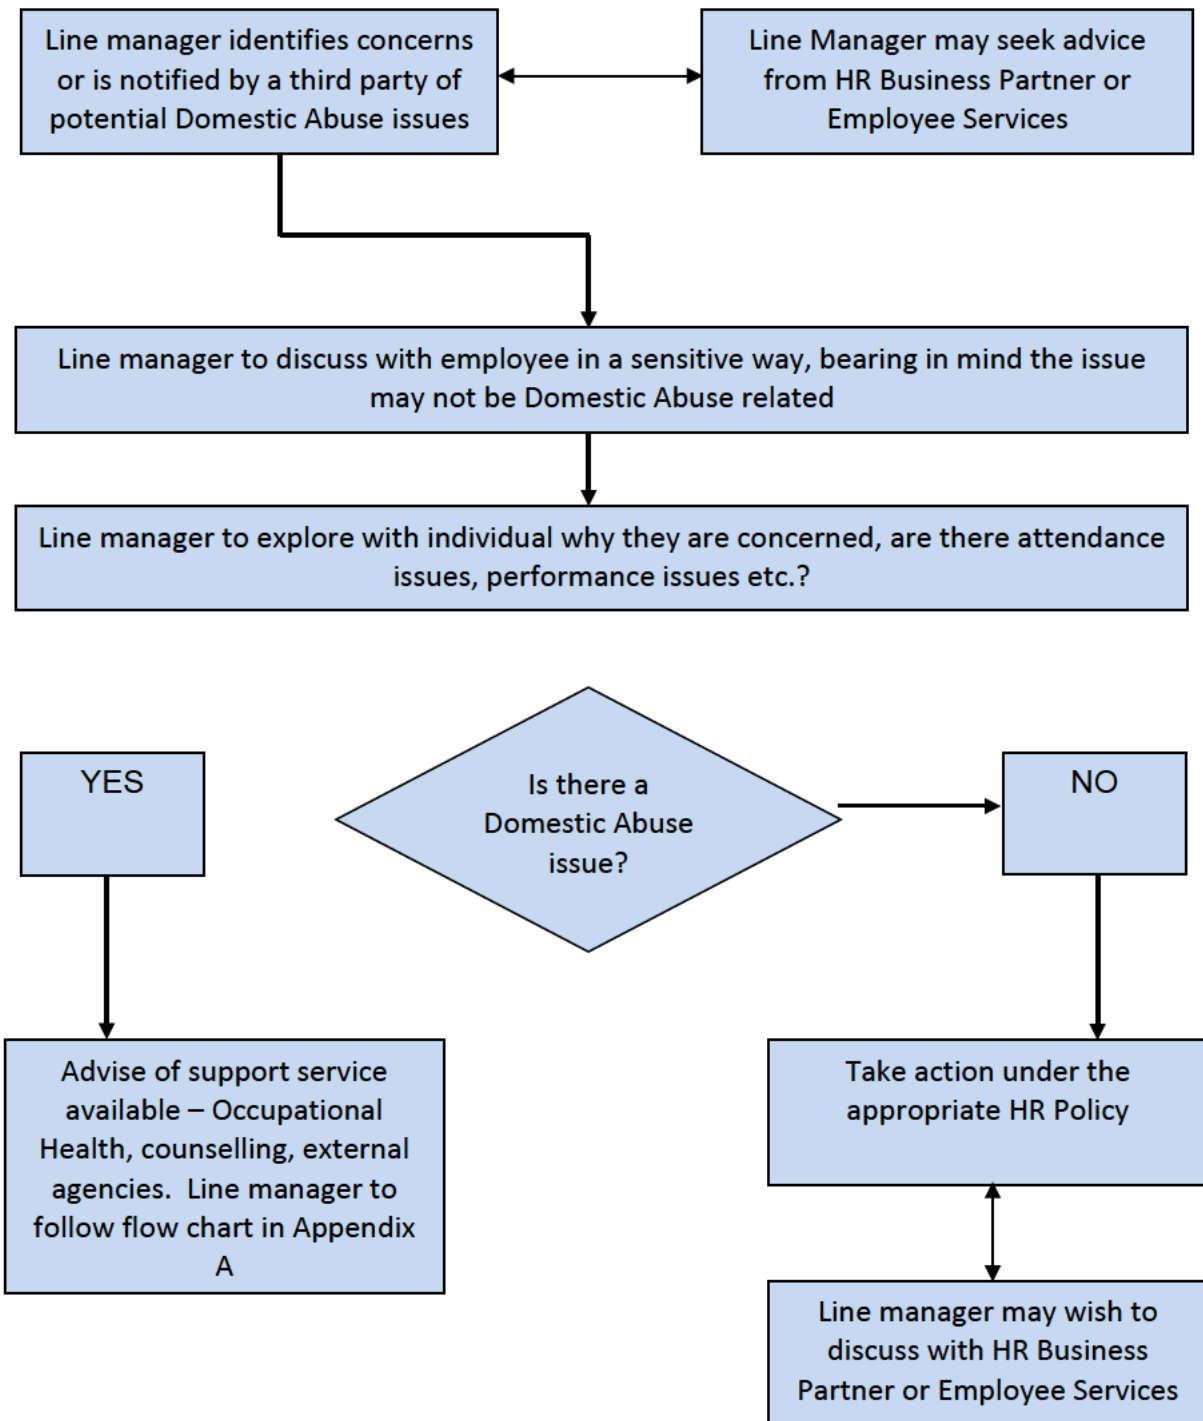 Line manager identifies concerns
or is notified by a third party of
potential Domestic Abuse issues
Line Manager may seek advice
from HR Business Partner or
Employee Services
Line manager to discuss with employee in a sensitive way, bearing in mind the issue
may not be Domestic Abuse related
Line manager to explore with individual why they are concerned, are there attendance
issues, performance issues etc.?
YES
Is there a
Domestic Abuse
issue?
NO
Advise of support service
available – Occupational
Health, counselling, external
agencies.  Line manager to
follow flow chart in Appendix
A
Take action under the
appropriate HR Policy
Line manager may wish to
discuss with HR Business
Partner or Employee Services